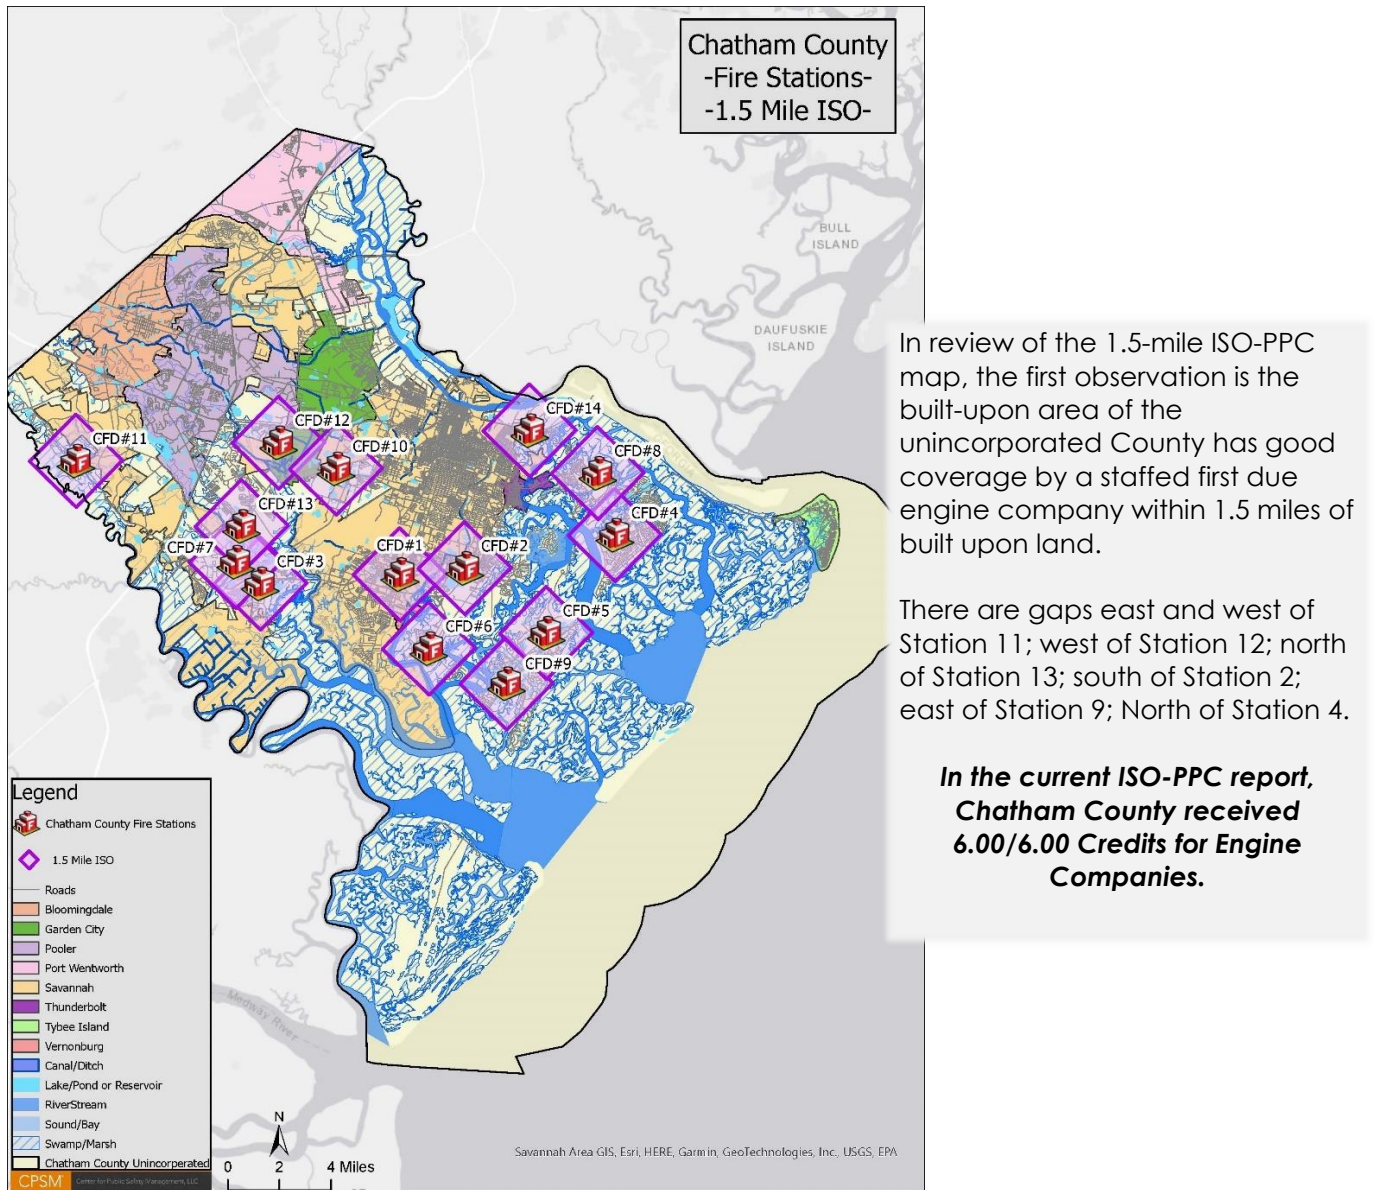 Chatham County
-Fire Stations-
-1.5 Mile ISO-
BULL
ISLAND
DAUFUSKIE
ISLAND
CFD#14
CFD#12
CFD#11
CFD#10
CFD#8
CFD#13
CFD#4
CFD#7
CFD#3
CFD#1
CFD#2
CFD#5
CFD#6
CFD#9
In review of the 1.5-mile ISO-PPC
map, the first observation is the
built-upon area of the
unincorporated County has good
coverage by a staffed first due
engine company within 1.5 miles of
built upon land.
There are gaps east and west of
Station 11; west of Station 12; north
of Station 13; south of Station 2;
east of Station 9; North of Station 4.
In the current ISO-PPC report,
Chatham County received
6.00/6.00 Credits for Engine
Companies.
Legend
Chatham County Fire Stations
1.5 Mile ISO
Roads
Bloomingdale
Garden City
Pooler
Port Wentworth
Savannah
Thunderbolt
Tybee Island
Vernonburg
Canal/Ditch
Lake/Pond or Reservoir
RiverStream
Sound/Bay
Swamp/Marsh
Chatham County Unincorperated
Medway River
N
0 2 4 Miles
Savannah Area GIS, Esri, HERE, Garmin, GeoTechnologies, Inc., USGS, EPA
CPSM
Center for Public Safety Management, LLC